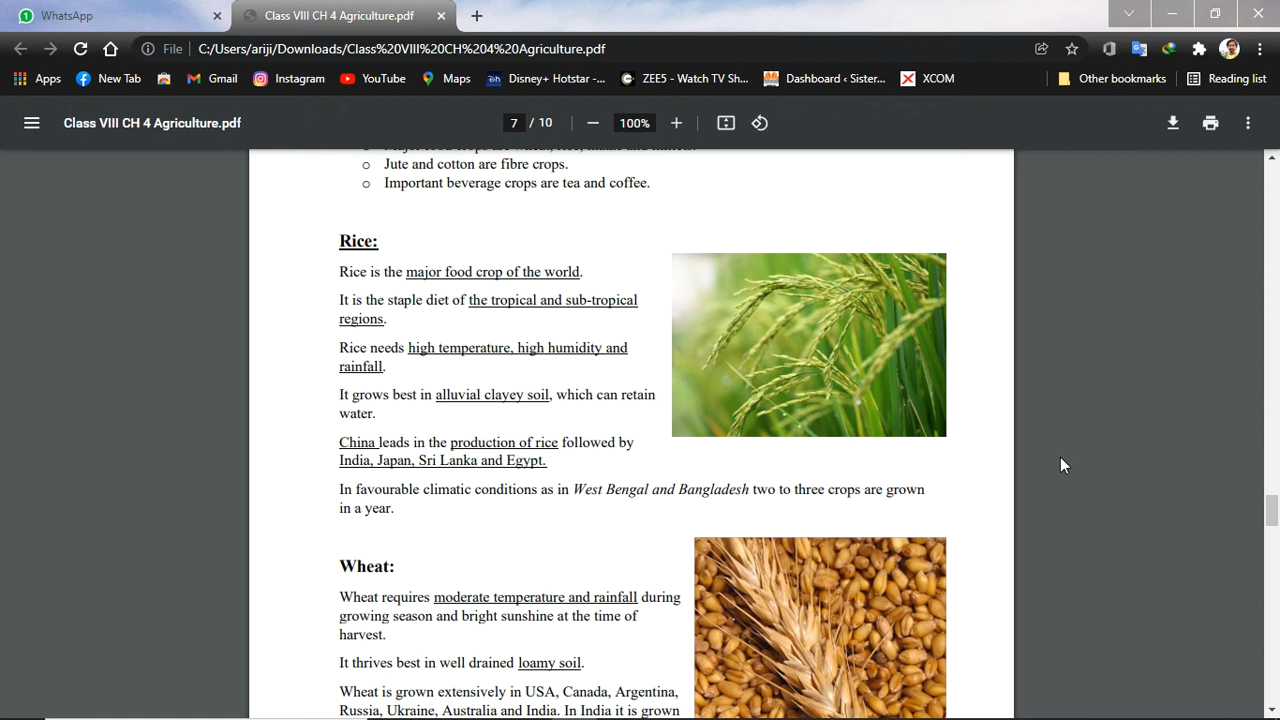 1 WhatsApp
Class VIII CH 4 Agriculture.pdf
File C:/Users/ariji/Downloads/Class%20VIII%20CH%204%20Agriculture.pdf
Apps New Tab Gmail Instagram YouTube Maps Disney+ Hotstar -... ZEE5 - Watch TV Sh... Dashboard ‹ Sister... XCOM Other bookmarks Reading list
Class VIII CH 4 Agriculture.pdf 7 / 10 100%
Jute and cotton are fibre crops.
Important beverage crops are tea and coffee.
Rice:
Rice is the major food crop of the world.
It is the staple diet of the tropical and sub-tropical
regions.
Rice needs high temperature, high humidity and
rainfall.
It grows best in alluvial clayey soil, which can retain
water.
China leads in the production of rice followed by
India, Japan, Sri Lanka and Egypt.
In favourable climatic conditions as in West Bengal and Bangladesh two to three crops are grown
in a year.
Wheat:
Wheat requires moderate temperature and rainfall during
growing season and bright sunshine at the time of
harvest.
It thrives best in well drained loamy soil.
Wheat is grown extensively in USA, Canada, Argentina,
Russia, Ukraine, Australia and India. In India it is grown